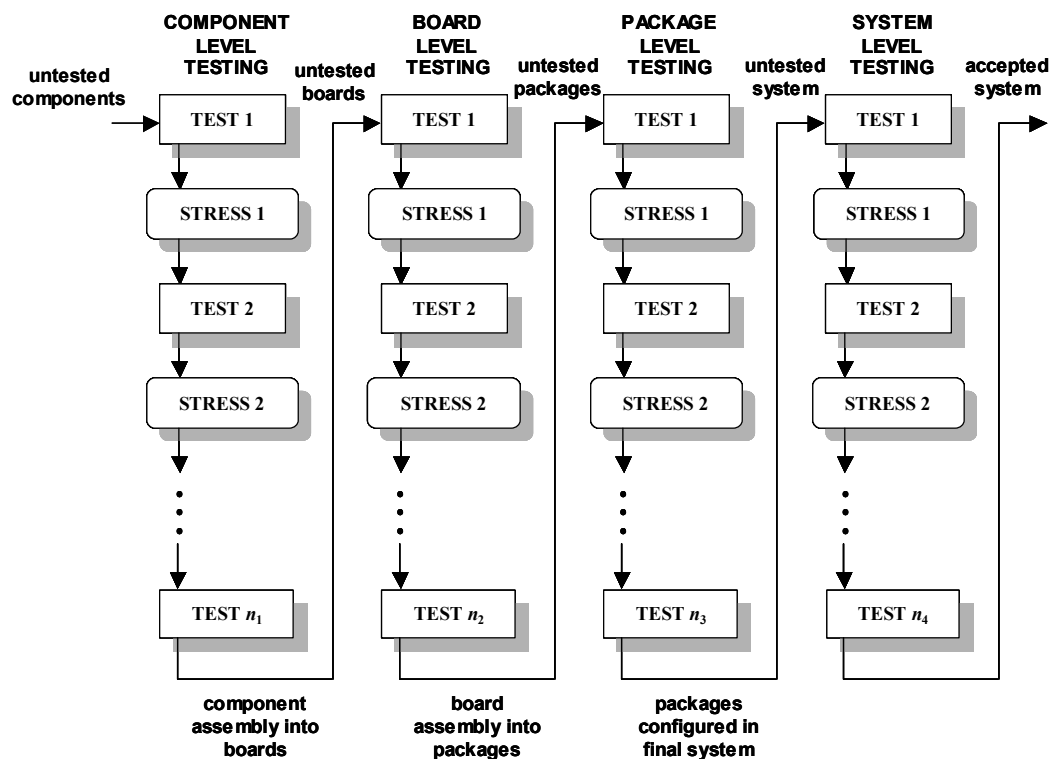 COMPONENT
LEVEL
TESTING
BOARD
LEVEL
TESTING
PACKAGE
LEVEL
TESTING
SYSTEM
LEVEL
TESTING
untested
components
untested
boards
untested
packages
untested
system
accepted
system
TEST 1
STRESS 1
TEST 2
STRESS 2
TEST n₁
TEST 1
STRESS 1
TEST 2
STRESS 2
TEST n₂
TEST 1
STRESS 1
TEST 2
STRESS 2
TEST n₃
TEST 1
STRESS 1
TEST 2
STRESS 2
TEST n₄
component
assembly into
boards
board
assembly into
packages
packages
configured in
final system